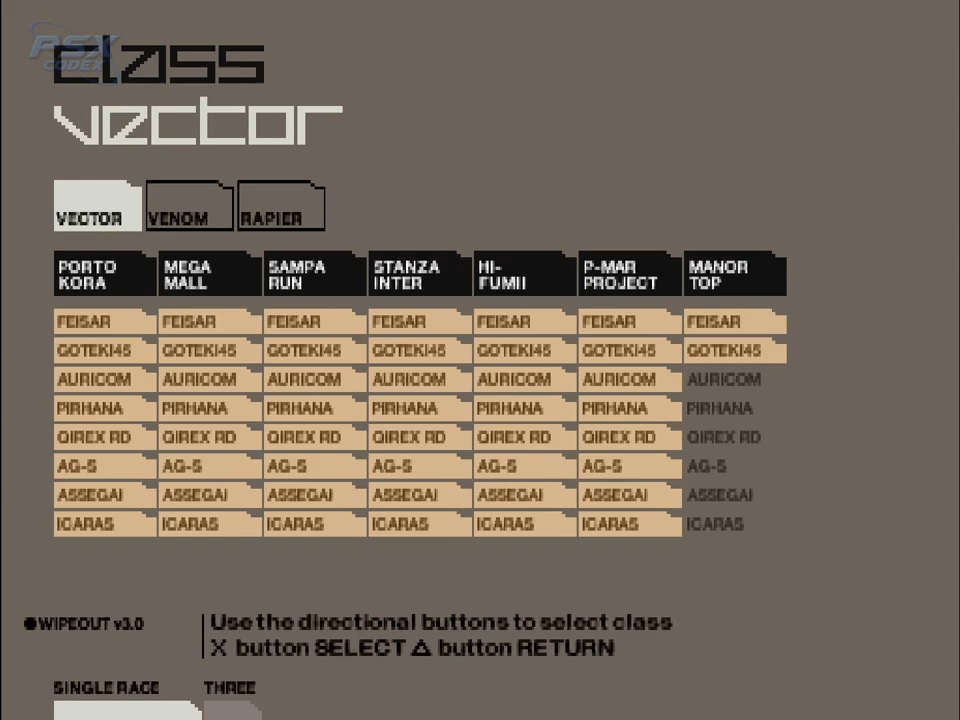 PSX
CODEX
class
vector
VECTOR VENOM RAPIER
PORTO KORA MEGA MALL SAMPA RUN STANZA INTER HI-FUMII P-MAR PROJECT MANOR TOP
FEISAR FEISAR FEISAR FEISAR FEISAR FEISAR FEISAR
GOTEKI45 GOTEKI45 GOTEKI45 GOTEKI45 GOTEKI45 GOTEKI45 GOTEKI45
AURICOM AURICOM AURICOM AURICOM AURICOM AURICOM AURICOM
PIRHANA PIRHANA PIRHANA PIRHANA PIRHANA PIRHANA PIRHANA
QIREX RD QIREX RD QIREX RD QIREX RD QIREX RD QIREX RD QIREX RD
AG-S AG-S AG-S AG-S AG-S AG-S AG-S
ASSEGAI ASSEGAI ASSEGAI ASSEGAI ASSEGAI ASSEGAI ASSEGAI
ICARAS ICARAS ICARAS ICARAS ICARAS ICARAS ICARAS
WIPEOUT v3.0
Use the directional buttons to select class
X button SELECT △ button RETURN
SINGLE RACE THREE